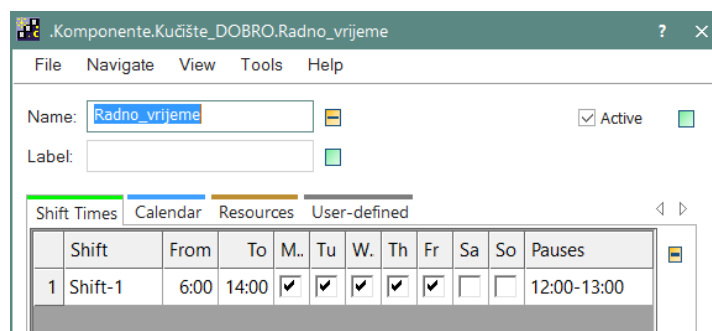 .Komponente.Kučište_DOBRO.Radno_vrijeme ? ×
File Navigate View Tools Help
Name: Radno_vrijeme Active
Label:
Shift Times Calendar Resources User-defined
Shift From To M.. Tu W. Th Fr Sa So Pauses
1 Shift-1 6:00 14:00 12:00-13:00